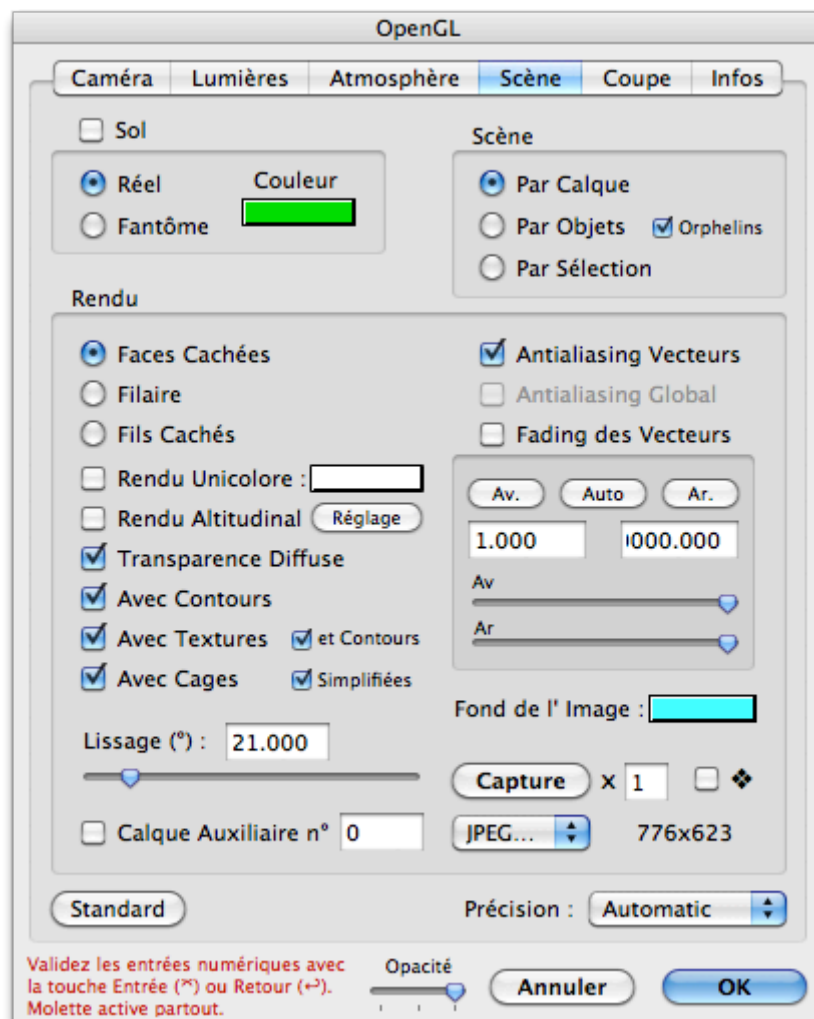 OpenGL
Caméra Lumières Atmosphère Scène Coupe Infos
Sol
Réel
Couleur
Fantôme
Scène
Par Calque
Par Objets Orphelins
Par Sélection
Rendu
Faces Cachées
Filaire
Fils Cachés
Rendu Unicolore :
Rendu Altitudinal Réglage
Transparence Diffuse
Avec Contours
Avec Textures et Contours
Avec Cages Simplifiées
Lissage (°) : 21.000
Calque Auxiliaire n° 0
Antialiasing Vecteurs
Antialiasing Global
Fading des Vecteurs
Av. Auto Ar.
1.000 000.000
Av
Ar
Fond de l' Image :
Capture x 1 ❖
JPEG... 776x623
Standard
Précision : Automatic
Validez les entrées numériques avec
la touche Entrée (⌤) ou Retour (↩).
Molette active partout.
Opacité
Annuler
OK